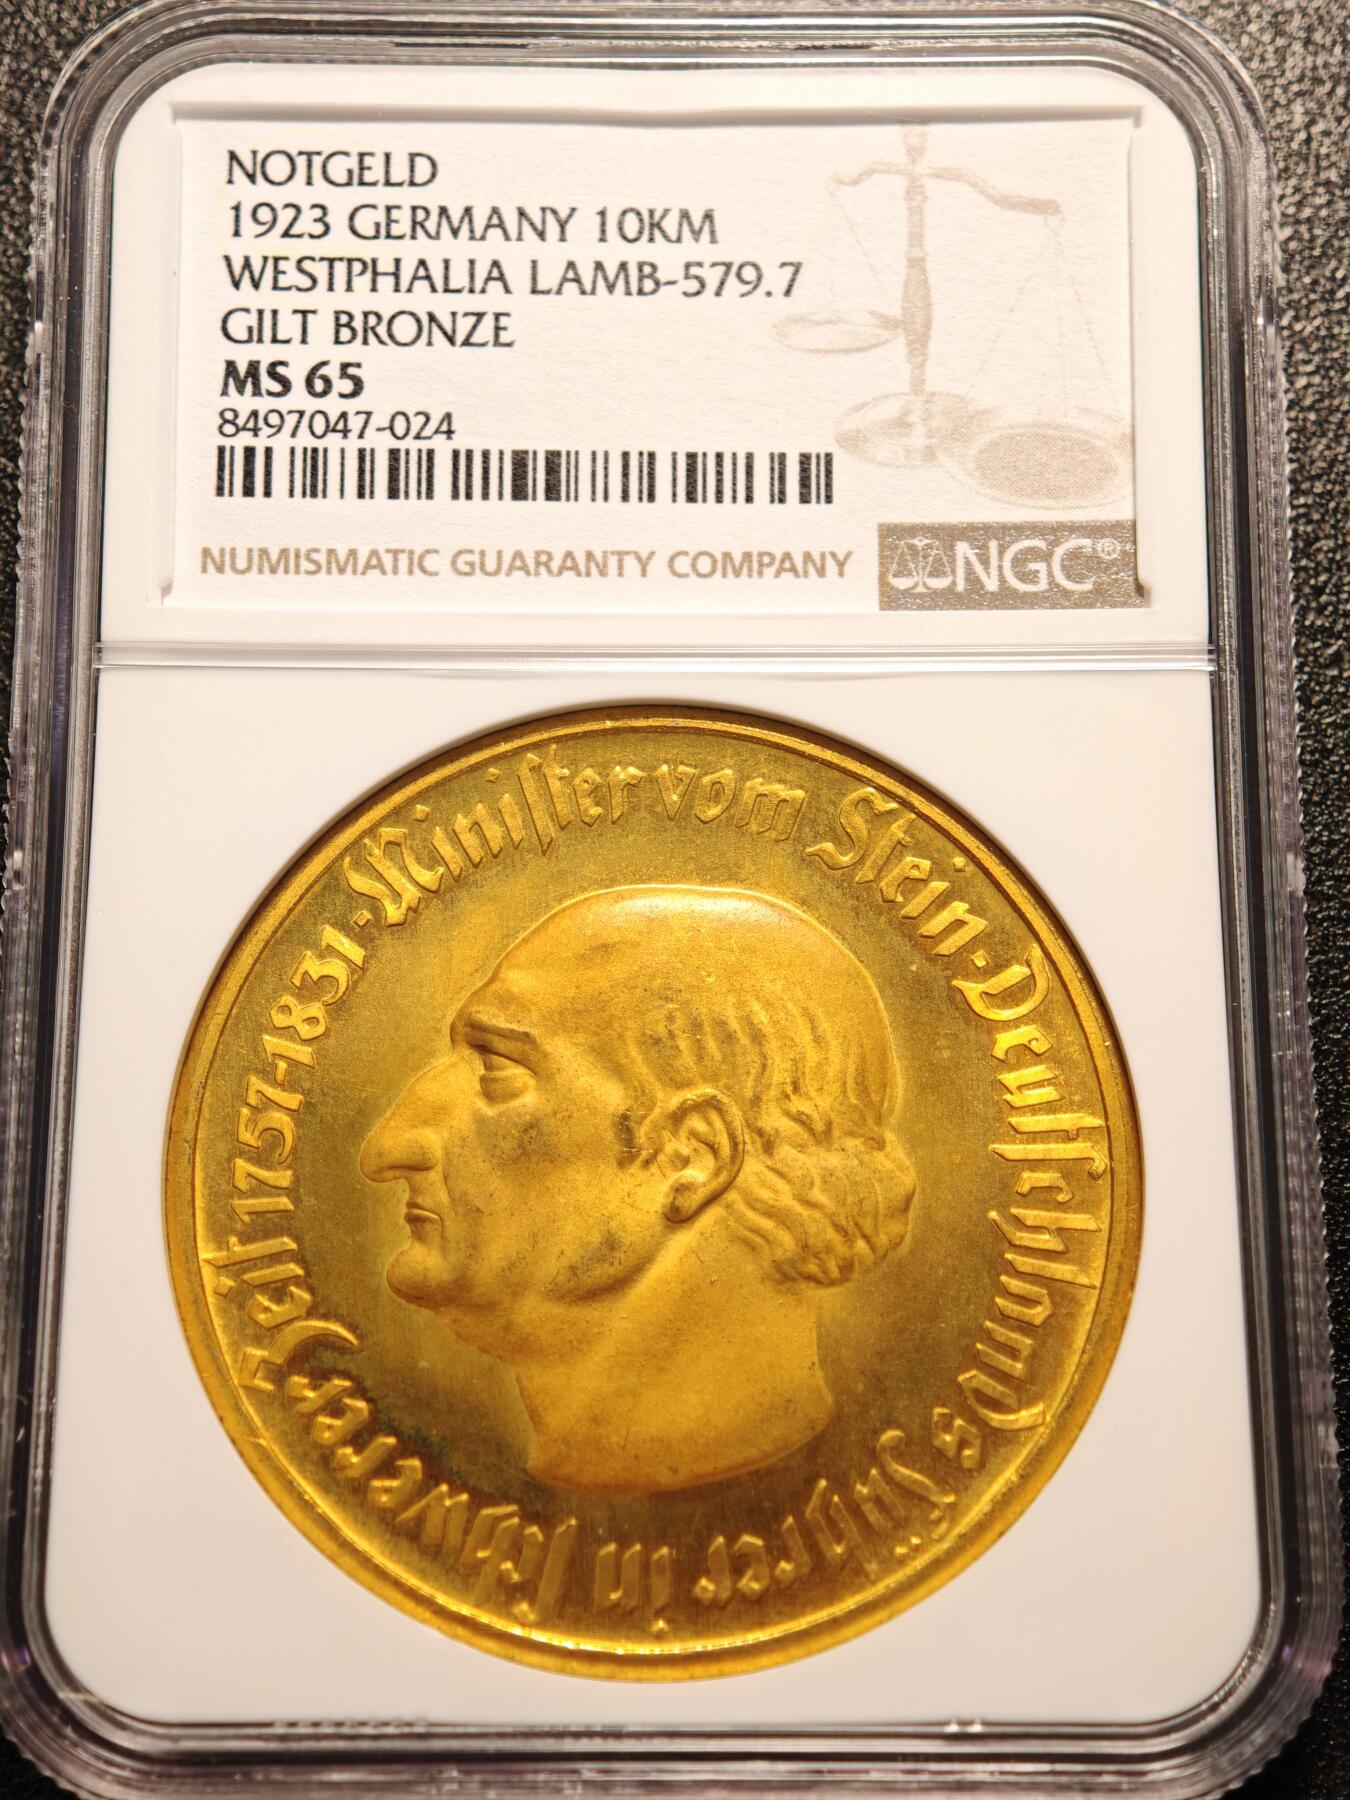 NOTGELD
1923 GERMANY 10KM
WESTPHALIA LAMB-579.7
GILT BRONZE
MS 65
8497047-024
NUMISMATIC GUARANTY COMPANY
NGC®
Minister vom Stein · Deutschlands Führer in schwerer Zeit 1757-1831 ·